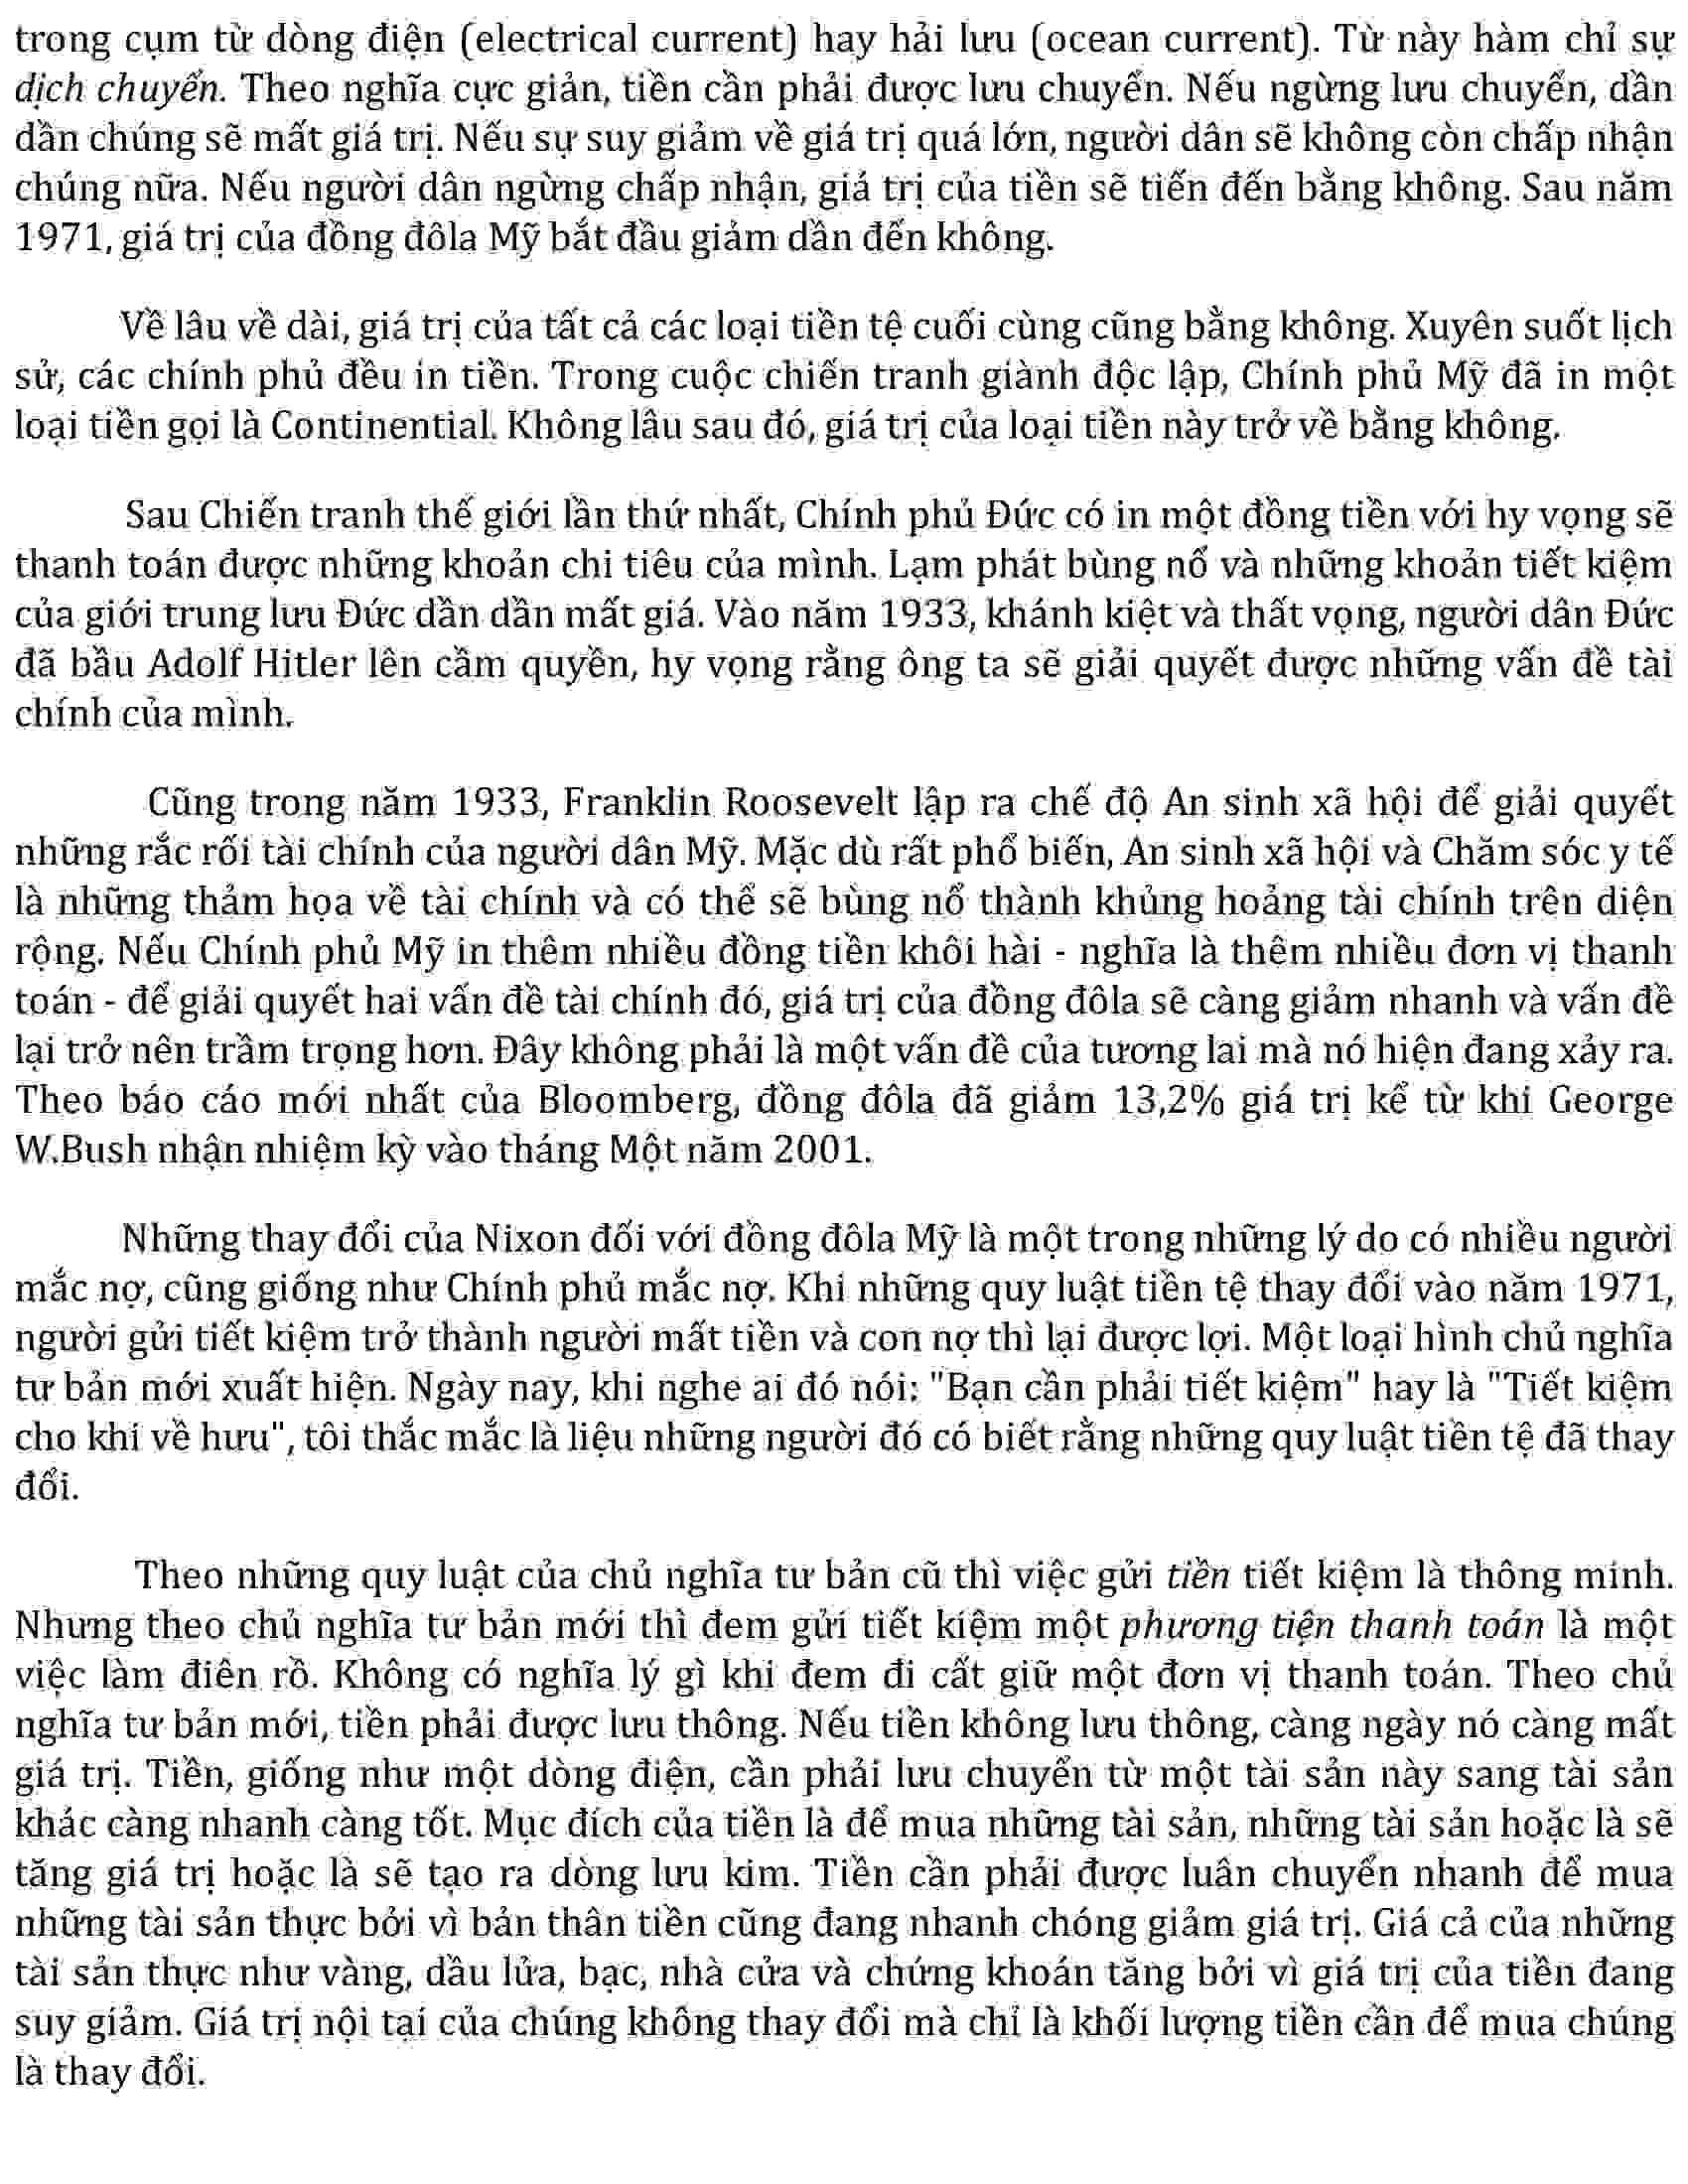 trong cụm từ dòng điện (electrical current) hay hải lưu (ocean current). Từ này hàm chỉ sự
dịch chuyển. Theo nghĩa cực giản, tiền cần phải được lưu chuyển. Nếu ngừng lưu chuyển, dần
dần chúng sẽ mất giá trị. Nếu sự suy giảm về giá trị quá lớn, người dân sẽ không còn chấp nhận
chúng nữa. Nếu người dân ngừng chấp nhận, giá trị của tiền sẽ tiến đến bằng không. Sau năm
1971, giá trị của đồng đôla Mỹ bắt đầu giảm dần đến không.
Về lâu về dài, giá trị của tất cả các loại tiền tệ cuối cùng cũng bằng không. Xuyên suốt lịch
sử, các chính phủ đều in tiền. Trong cuộc chiến tranh giành độc lập, Chính phủ Mỹ đã in một
loại tiền gọi là Continential. Không lâu sau đó, giá trị của loại tiền này trở về bằng không.
Sau Chiến tranh thế giới lần thứ nhất, Chính phủ Đức có in một đồng tiền với hy vọng sẽ
thanh toán được những khoản chi tiêu của mình. Lạm phát bùng nổ và những khoản tiết kiệm
của giới trung lưu Đức dần dần mất giá. Vào năm 1933, khánh kiệt và thất vọng, người dân Đức
đã bầu Adolf Hitler lên cầm quyền, hy vọng rằng ông ta sẽ giải quyết được những vấn đề tài
chính của mình.
Cũng trong năm 1933, Franklin Roosevelt lập ra chế độ An sinh xã hội để giải quyết
những rắc rối tài chính của người dân Mỹ. Mặc dù rất phổ biến, An sinh xã hội và Chăm sóc y tế
là những thảm họa về tài chính và có thể sẽ bùng nổ thành khủng hoảng tài chính trên diện
rộng. Nếu Chính phủ Mỹ in thêm nhiều đồng tiền khôi hài - nghĩa là thêm nhiều đơn vị thanh
toán - để giải quyết hai vấn đề tài chính đó, giá trị của đồng đôla sẽ càng giảm nhanh và vấn đề
lại trở nên trầm trọng hơn. Đây không phải là một vấn đề của tương lai mà nó hiện đang xảy ra.
Theo báo cáo mới nhất của Bloomberg, đồng đôla đã giảm 13,2% giá trị kể từ khi George
W.Bush nhận nhiệm kỳ vào tháng Một năm 2001.
Những thay đổi của Nixon đối với đồng đôla Mỹ là một trong những lý do có nhiều người
mắc nợ, cũng giống như Chính phủ mắc nợ. Khi những quy luật tiền tệ thay đổi vào năm 1971,
người gửi tiết kiệm trở thành người mất tiền và con nợ thì lại được lợi. Một loại hình chủ nghĩa
tư bản mới xuất hiện. Ngày nay, khi nghe ai đó nói: "Bạn cần phải tiết kiệm" hay là "Tiết kiệm
cho khi về hưu", tôi thắc mắc là liệu những người đó có biết rằng những quy luật tiền tệ đã thay
đổi.
Theo những quy luật của chủ nghĩa tư bản cũ thì việc gửi tiền tiết kiệm là thông minh.
Nhưng theo chủ nghĩa tư bản mới thì đem gửi tiết kiệm một phương tiện thanh toán là một
việc làm điên rồ. Không có nghĩa lý gì khi đem đi cất giữ một đơn vị thanh toán. Theo chủ
nghĩa tư bản mới, tiền phải được lưu thông. Nếu tiền không lưu thông, càng ngày nó càng mất
giá trị. Tiền, giống như một dòng điện, cần phải lưu chuyển từ một tài sản này sang tài sản
khác càng nhanh càng tốt. Mục đích của tiền là để mua những tài sản, những tài sản hoặc là sẽ
tăng giá trị hoặc là sẽ tạo ra dòng lưu kim. Tiền cần phải được luân chuyển nhanh để mua
những tài sản thực bởi vì bản thân tiền cũng đang nhanh chóng giảm giá trị. Giá cả của những
tài sản thực như vàng, dầu lửa, bạc, nhà cửa và chứng khoán tăng bởi vì giá trị của tiền đang
suy giảm. Giá trị nội tại của chúng không thay đổi mà chỉ là khối lượng tiền cần để mua chúng
là thay đổi.